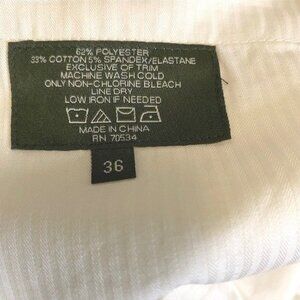 62% POLYESTER
33% COTTON 5% SPANDEX/ELASTANE
EXCLUSIVE OF TRIM
MACHINE WASH COLD
ONLY NON-CHLORINE BLEACH
LINE DRY
LOW IRON IF NEEDED
MADE IN CHINA
RN 70534
36